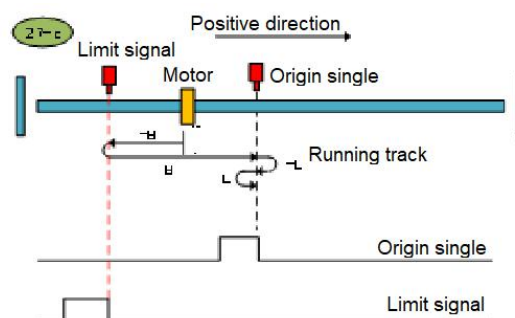 27-c
Positive direction
Limit signal
Motor
Origin single
-H
H
Running track
-L
L
Origin single
Limit signal